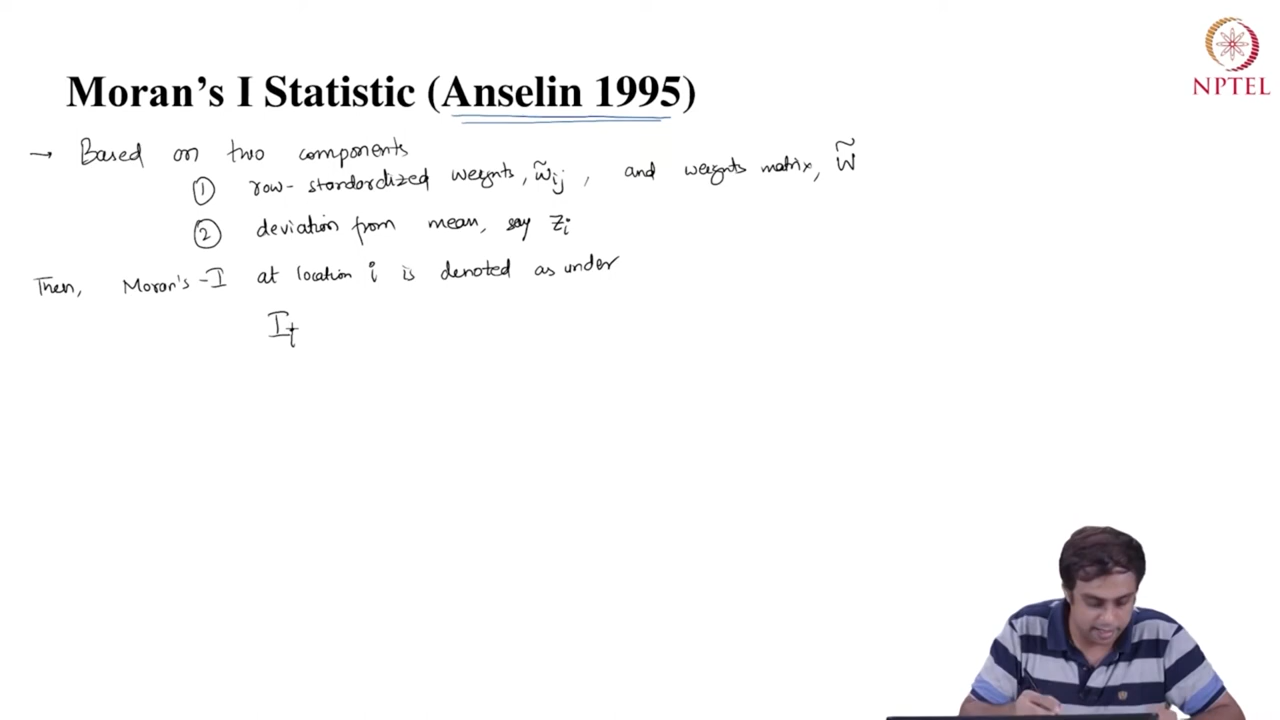 NPTEL
Moran's I Statistic (Anselin 1995)
→ Based on two components
① row-standardized weights, w̃ij, and weights matrix, W̃
② deviation from mean, say zi
Then, Moran's-I at location i is denoted as under
Ii